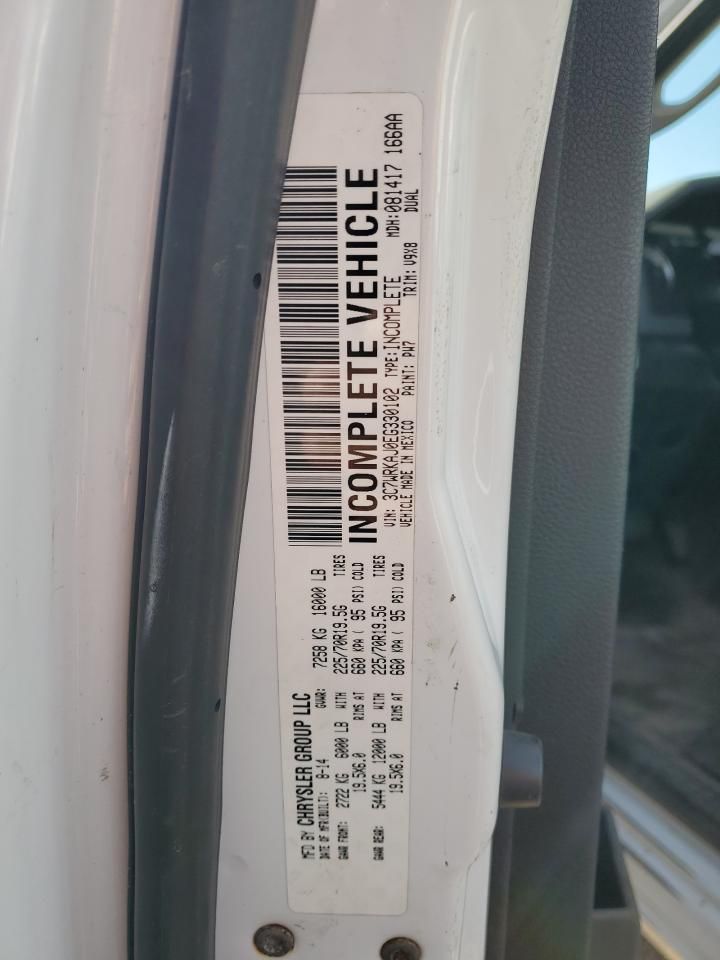 MFD BY CHRYSLER GROUP LLC
DATE OF MFR(BUILT): 8-14 GVWR: 7258 KG 16000 LB
GAWR FRONT: 2722 KG 6000 LB WITH 225/70R19.5G TIRES
19.5X6.0 RIMS AT 660 KPA ( 95 PSI) COLD
GAWR REAR: 5444 KG 12000 LB WITH 225/70R19.5G TIRES
19.5X6.0 RIMS AT 660 KPA ( 95 PSI) COLD
INCOMPLETE VEHICLE
VIN: 3C7WRKAJ0EG330102 TYPE:INCOMPLETE MDH:081417 166AA
VEHICLE MADE IN MEXICO PAINT: PW7 TRIM: V9X8 DUAL